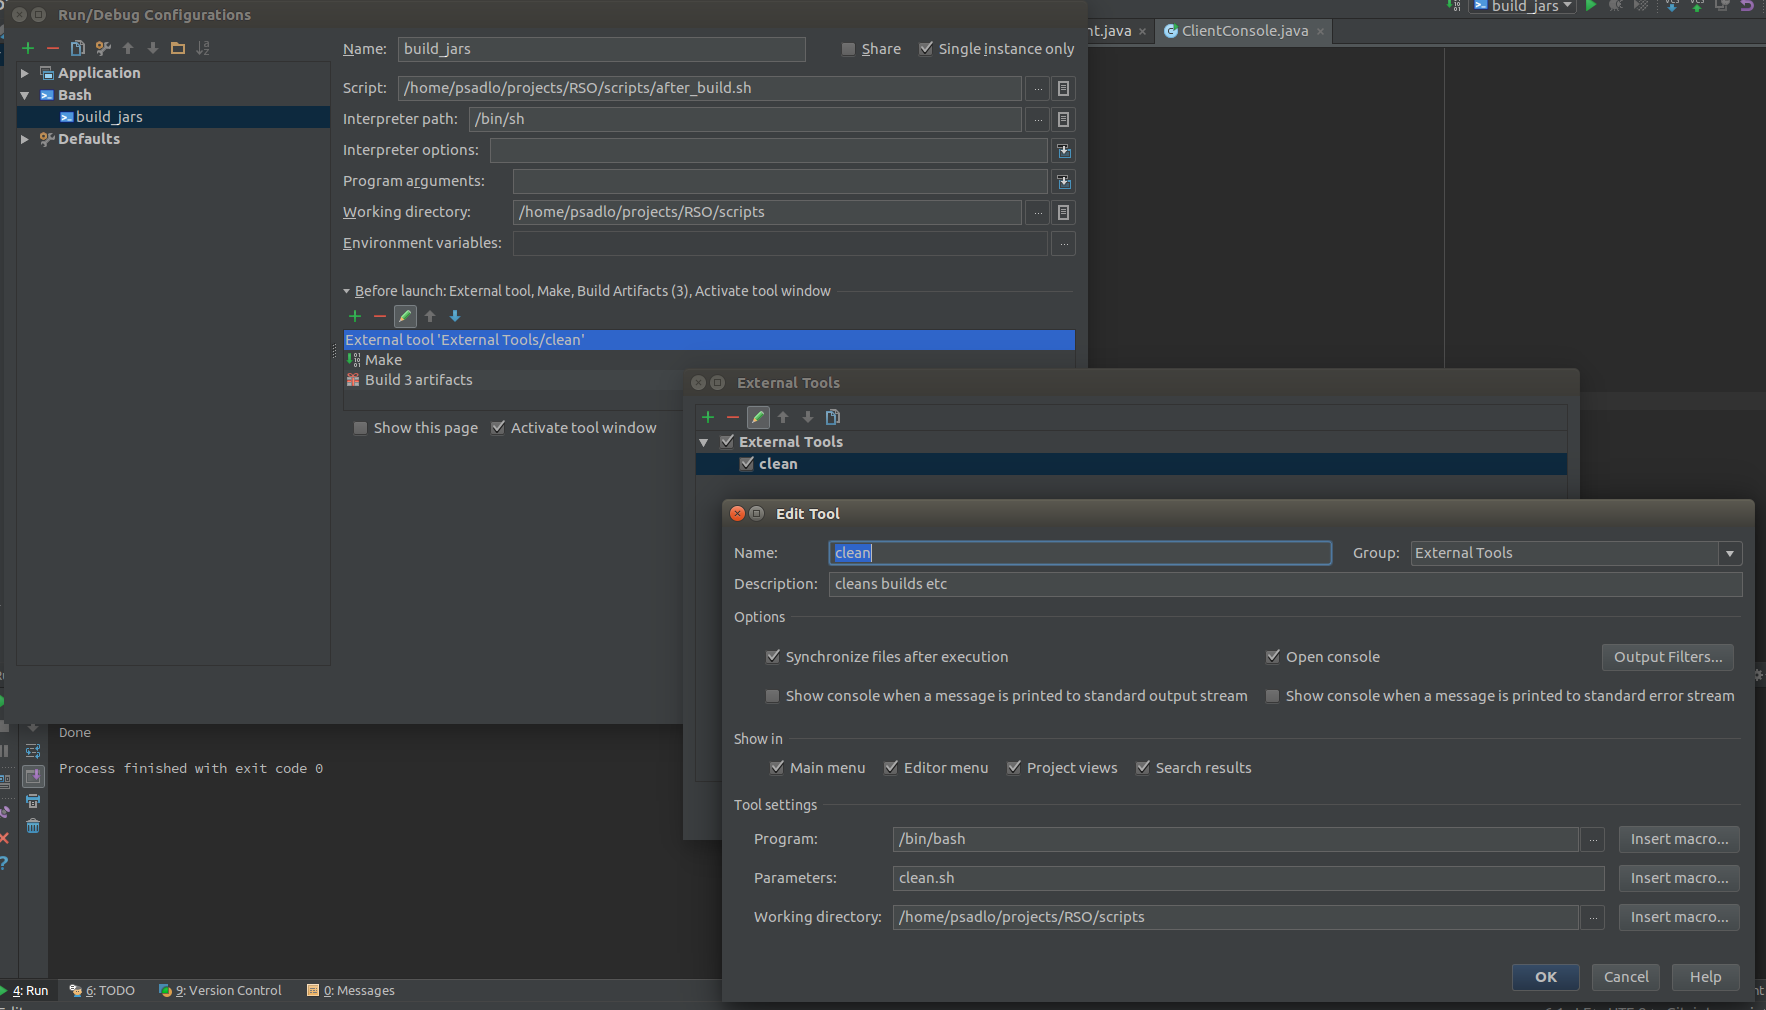 Run/Debug Configurations
build_jars
nt.java
ClientConsole.java
Application
Bash
build_jars
Defaults
Name: build_jars
Share
Single instance only
Script: /home/psadlo/projects/RSO/scripts/after_build.sh
Interpreter path: /bin/sh
Interpreter options:
Program arguments:
Working directory: /home/psadlo/projects/RSO/scripts
Environment variables:
Before launch: External tool, Make, Build Artifacts (3), Activate tool window
External tool 'External Tools/clean'
Make
Build 3 artifacts
Show this page
Activate tool window
External Tools
External Tools
clean
Edit Tool
Name: clean
Group: External Tools
Description: cleans builds etc
Options
Synchronize files after execution
Open console
Output Filters...
Show console when a message is printed to standard output stream
Show console when a message is printed to standard error stream
Show in
Main menu
Editor menu
Project views
Search results
Tool settings
Program: /bin/bash
... Insert macro...
Parameters: clean.sh
Insert macro...
Working directory: /home/psadlo/projects/RSO/scripts
... Insert macro...
OK
Cancel
Help
Done
Process finished with exit code 0
4: Run
6: TODO
9: Version Control
0: Messages